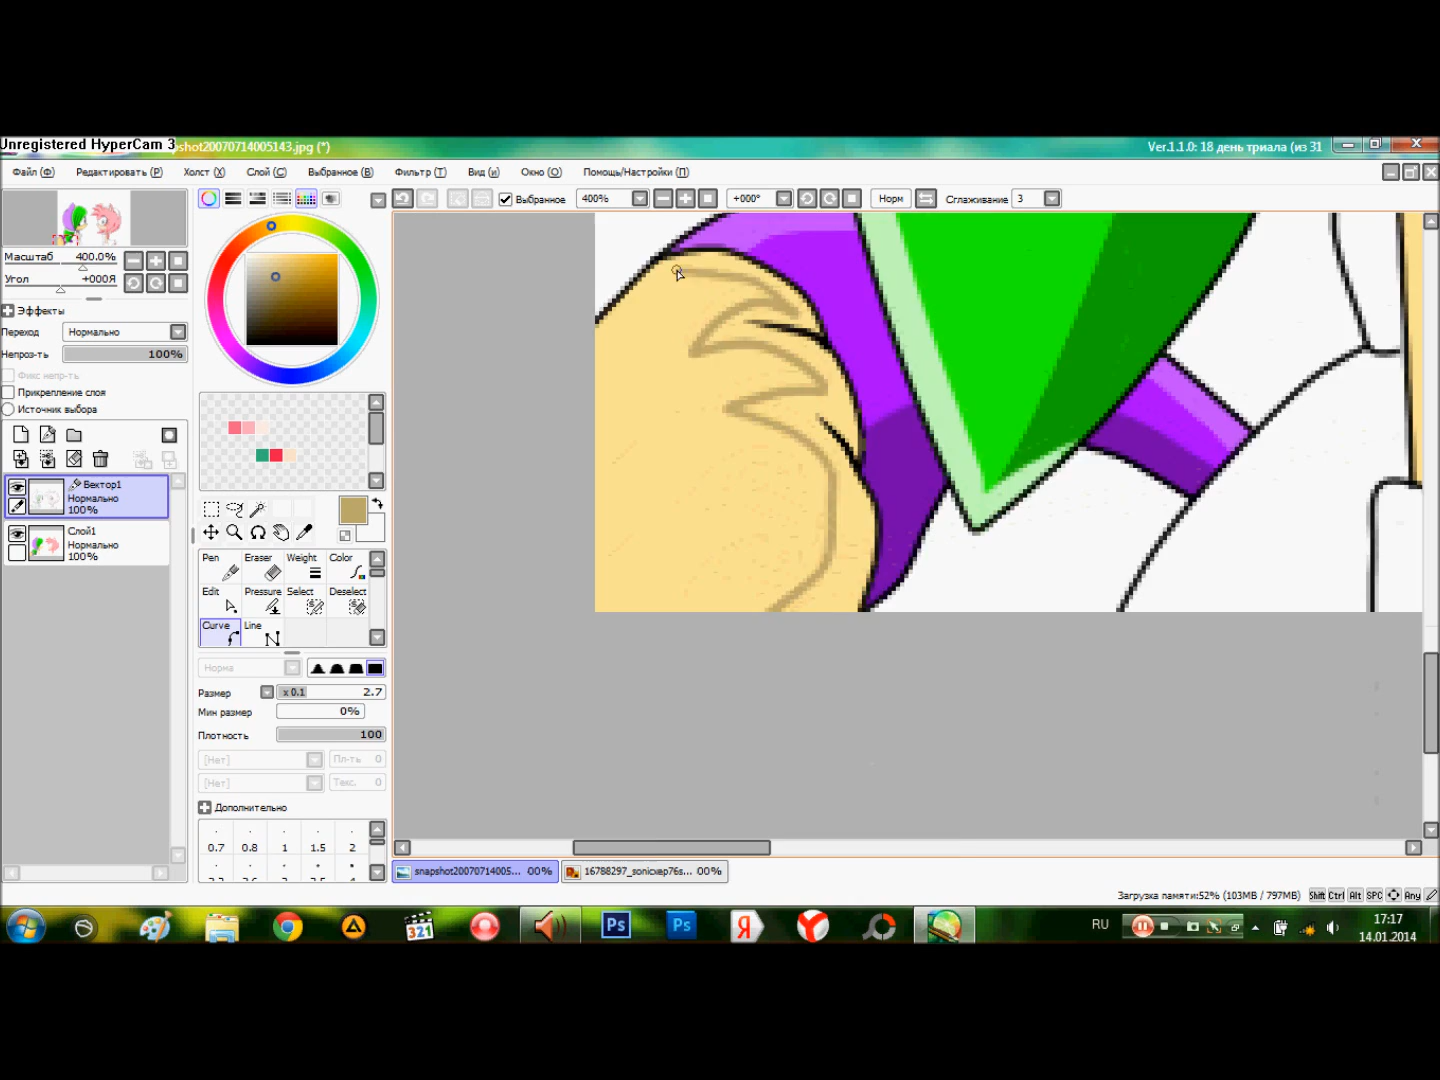 Unregistered HyperCam 3
shot20070714005143.jpg (*)
Ver.1.1.0: 18 день триала (из 31
Файл (Ф) Редактировать (Р) Холст (X) Слой (C) Выбранное (В) Фильтр (T) Вид (и) Окно (O) Помощь/Настройки (П)
Выбранное 400% +000° Норм Сглаживание 3
Масштаб 400.0%
Угол +000Я
Эффекты
Переход Нормально
Непроз-ть 100%
Фикс непр-ть
Прикрепление слоя
Источник выбора
Вектор1
Нормально
100%
Слой1
Нормально
100%
Pen Eraser Weight Color
Edit Pressure Select Deselect
Curve Line
Норма
Размер x 0.1 2.7
Мин размер 0%
Плотность 100
[Нет] Пл-ть 0
[Нет] Текс. 0
Дополнительно
0.7 0.8 1 1.5 2
snapshot20070714005... 00%
16788297_sonicxep76s... 00%
Загрузка памяти:52% (103MB / 797MB) Shift Ctrl Alt SPC Any
321 Ps Ps Я Y
RU
17:17
14.01.2014